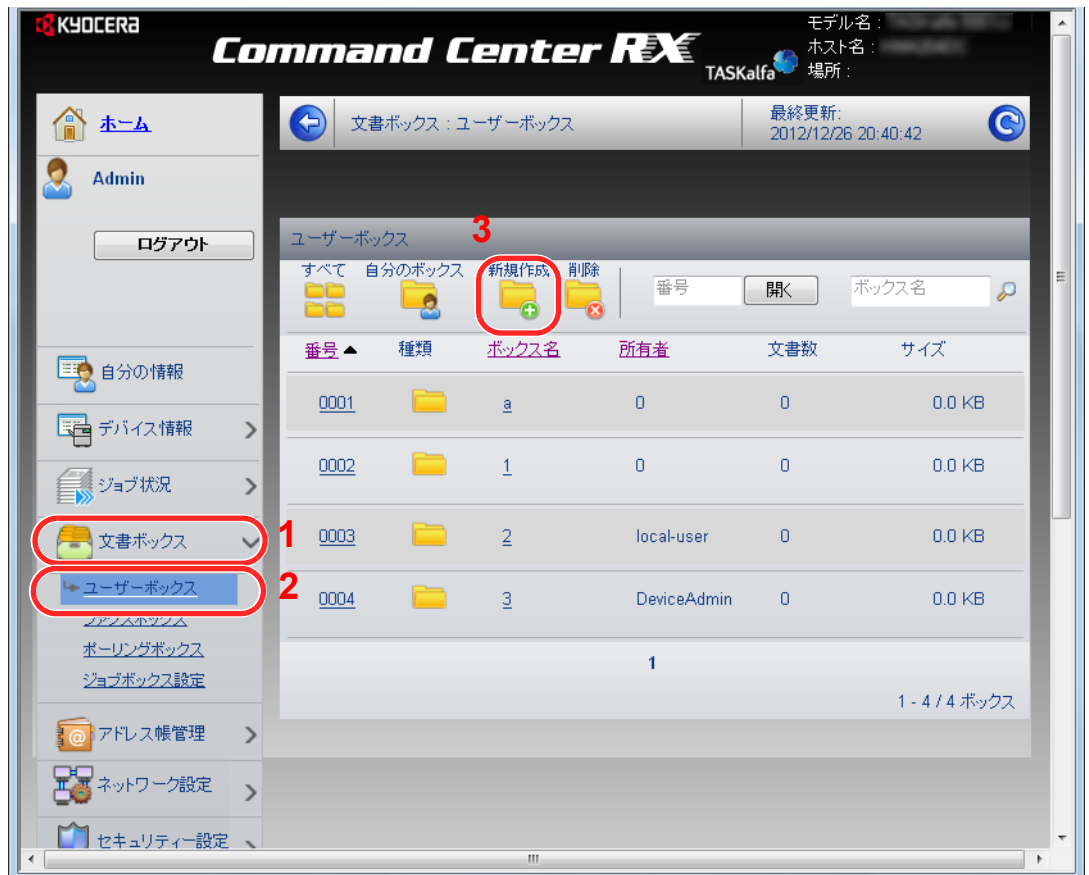 KYOCERA
Command Center RX
TASKalfa
モデル名 :
ホスト名 :
場所 :
ホーム
Admin
ログアウト
自分の情報
デバイス情報
ジョブ状況
文書ボックス
1
ユーザーボックス
2
ファクスボックス
ポーリングボックス
ジョブボックス設定
アドレス帳管理
ネットワーク設定
セキュリティー設定
文書ボックス : ユーザーボックス
最終更新:
2012/12/26 20:40:42
ユーザーボックス
3
すべて 自分のボックス 新規作成 削除
番号 開く ボックス名
番号 種類 ボックス名 所有者 文書数 サイズ
0001 a 0 0 0.0 KB
0002 1 0 0 0.0 KB
0003 2 local-user 0 0.0 KB
0004 3 DeviceAdmin 0 0.0 KB
1
1 - 4 / 4 ボックス